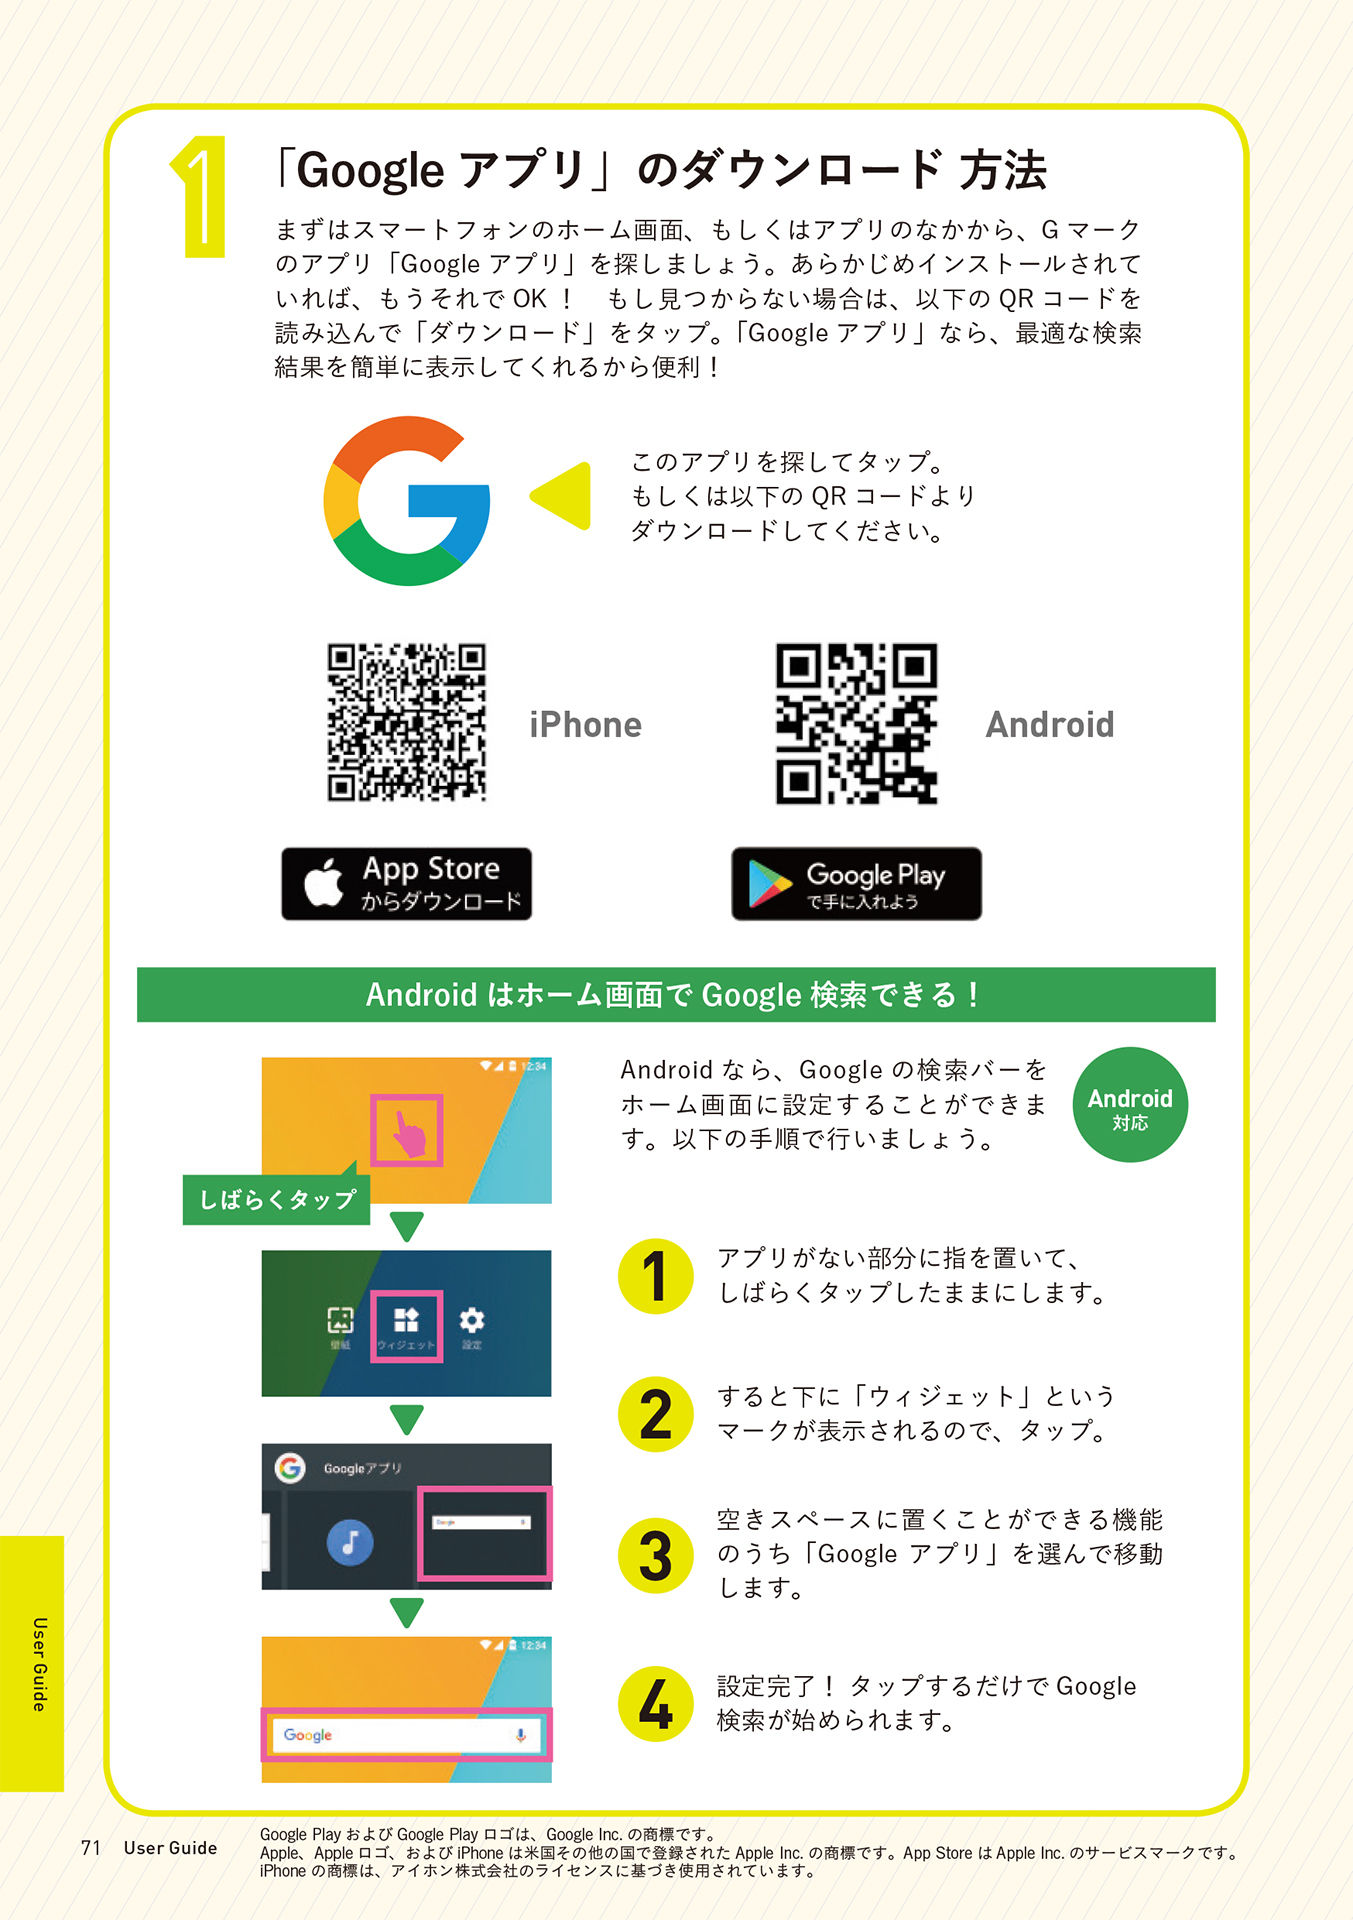 1
「Google アプリ」のダウンロード 方法
まずはスマートフォンのホーム画面、もしくはアプリのなかから、G マーク
のアプリ「Google アプリ」を探しましょう。あらかじめインストールされて
いれば、もうそれで OK ！　もし見つからない場合は、以下の QR コードを
読み込んで「ダウンロード」をタップ。「Google アプリ」なら、最適な検索
結果を簡単に表示してくれるから便利！
このアプリを探してタップ。
もしくは以下の QR コードより
ダウンロードしてください。
iPhone
Android
App Store
からダウンロード
Google Play
で手に入れよう
Android はホーム画面で Google 検索できる！
12:34
しばらくタップ
Android なら、Google の検索バーを
ホーム画面に設定することができま
す。以下の手順で行いましょう。
Android
対応
壁紙
ウィジェット
設定
1
アプリがない部分に指を置いて、
しばらくタップしたままにします。
2
すると下に「ウィジェット」という
マークが表示されるので、タップ。
Googleアプリ
Google
3
空きスペースに置くことができる機能
のうち「Google アプリ」を選んで移動
します。
12:34
Google
4
設定完了！ タップするだけで Google
検索が始められます。
User Guide
71 User Guide
Google Play および Google Play ロゴは、Google Inc. の商標です。
Apple、Apple ロゴ、および iPhone は米国その他の国で登録された Apple Inc. の商標です。App Store は Apple Inc. のサービスマークです。
iPhone の商標は、アイホン株式会社のライセンスに基づき使用されています。